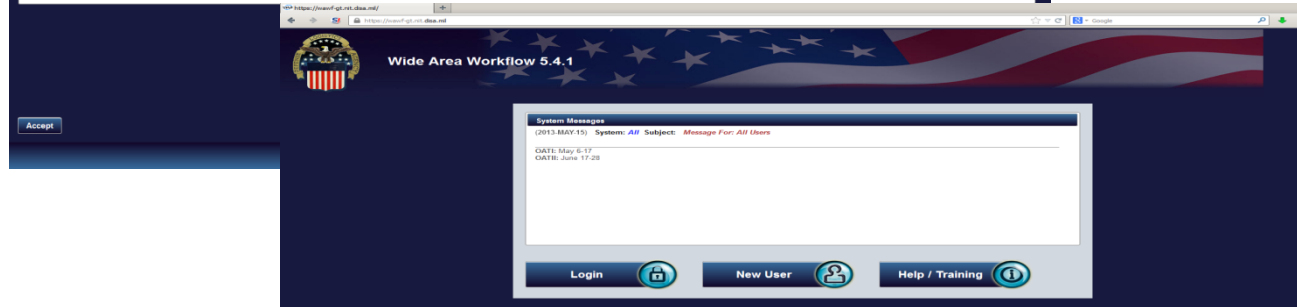 https://wawf-gt.nit.disa.mil/
https://wawf-gt.nit.disa.mil
Google
Wide Area Workflow 5.4.1
System Messages
(2013-MAY-15) System: All Subject: Message For: All Users
OATI: May 6-17
OATII: June 17-28
Accept
Login
New User
Help / Training